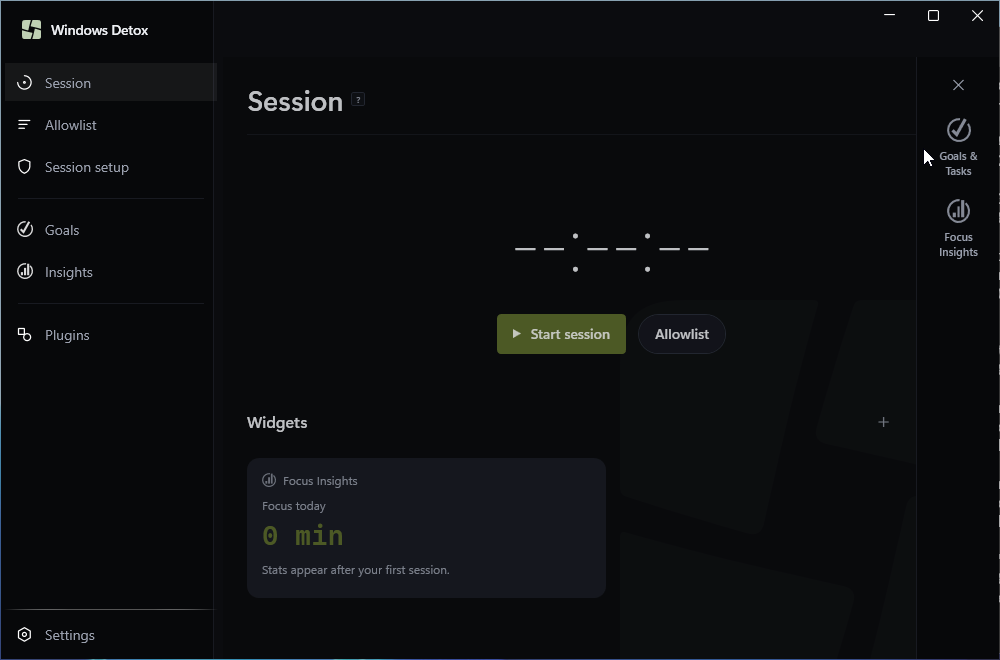 Windows Detox
Session
Allowlist
Session setup
Goals
Insights
Plugins
Settings
Session ?
– – : – – : – –
Start session
Allowlist
Widgets
+
Focus Insights
Focus today
0 min
Stats appear after your first session.
Goals &
Tasks
Focus
Insights